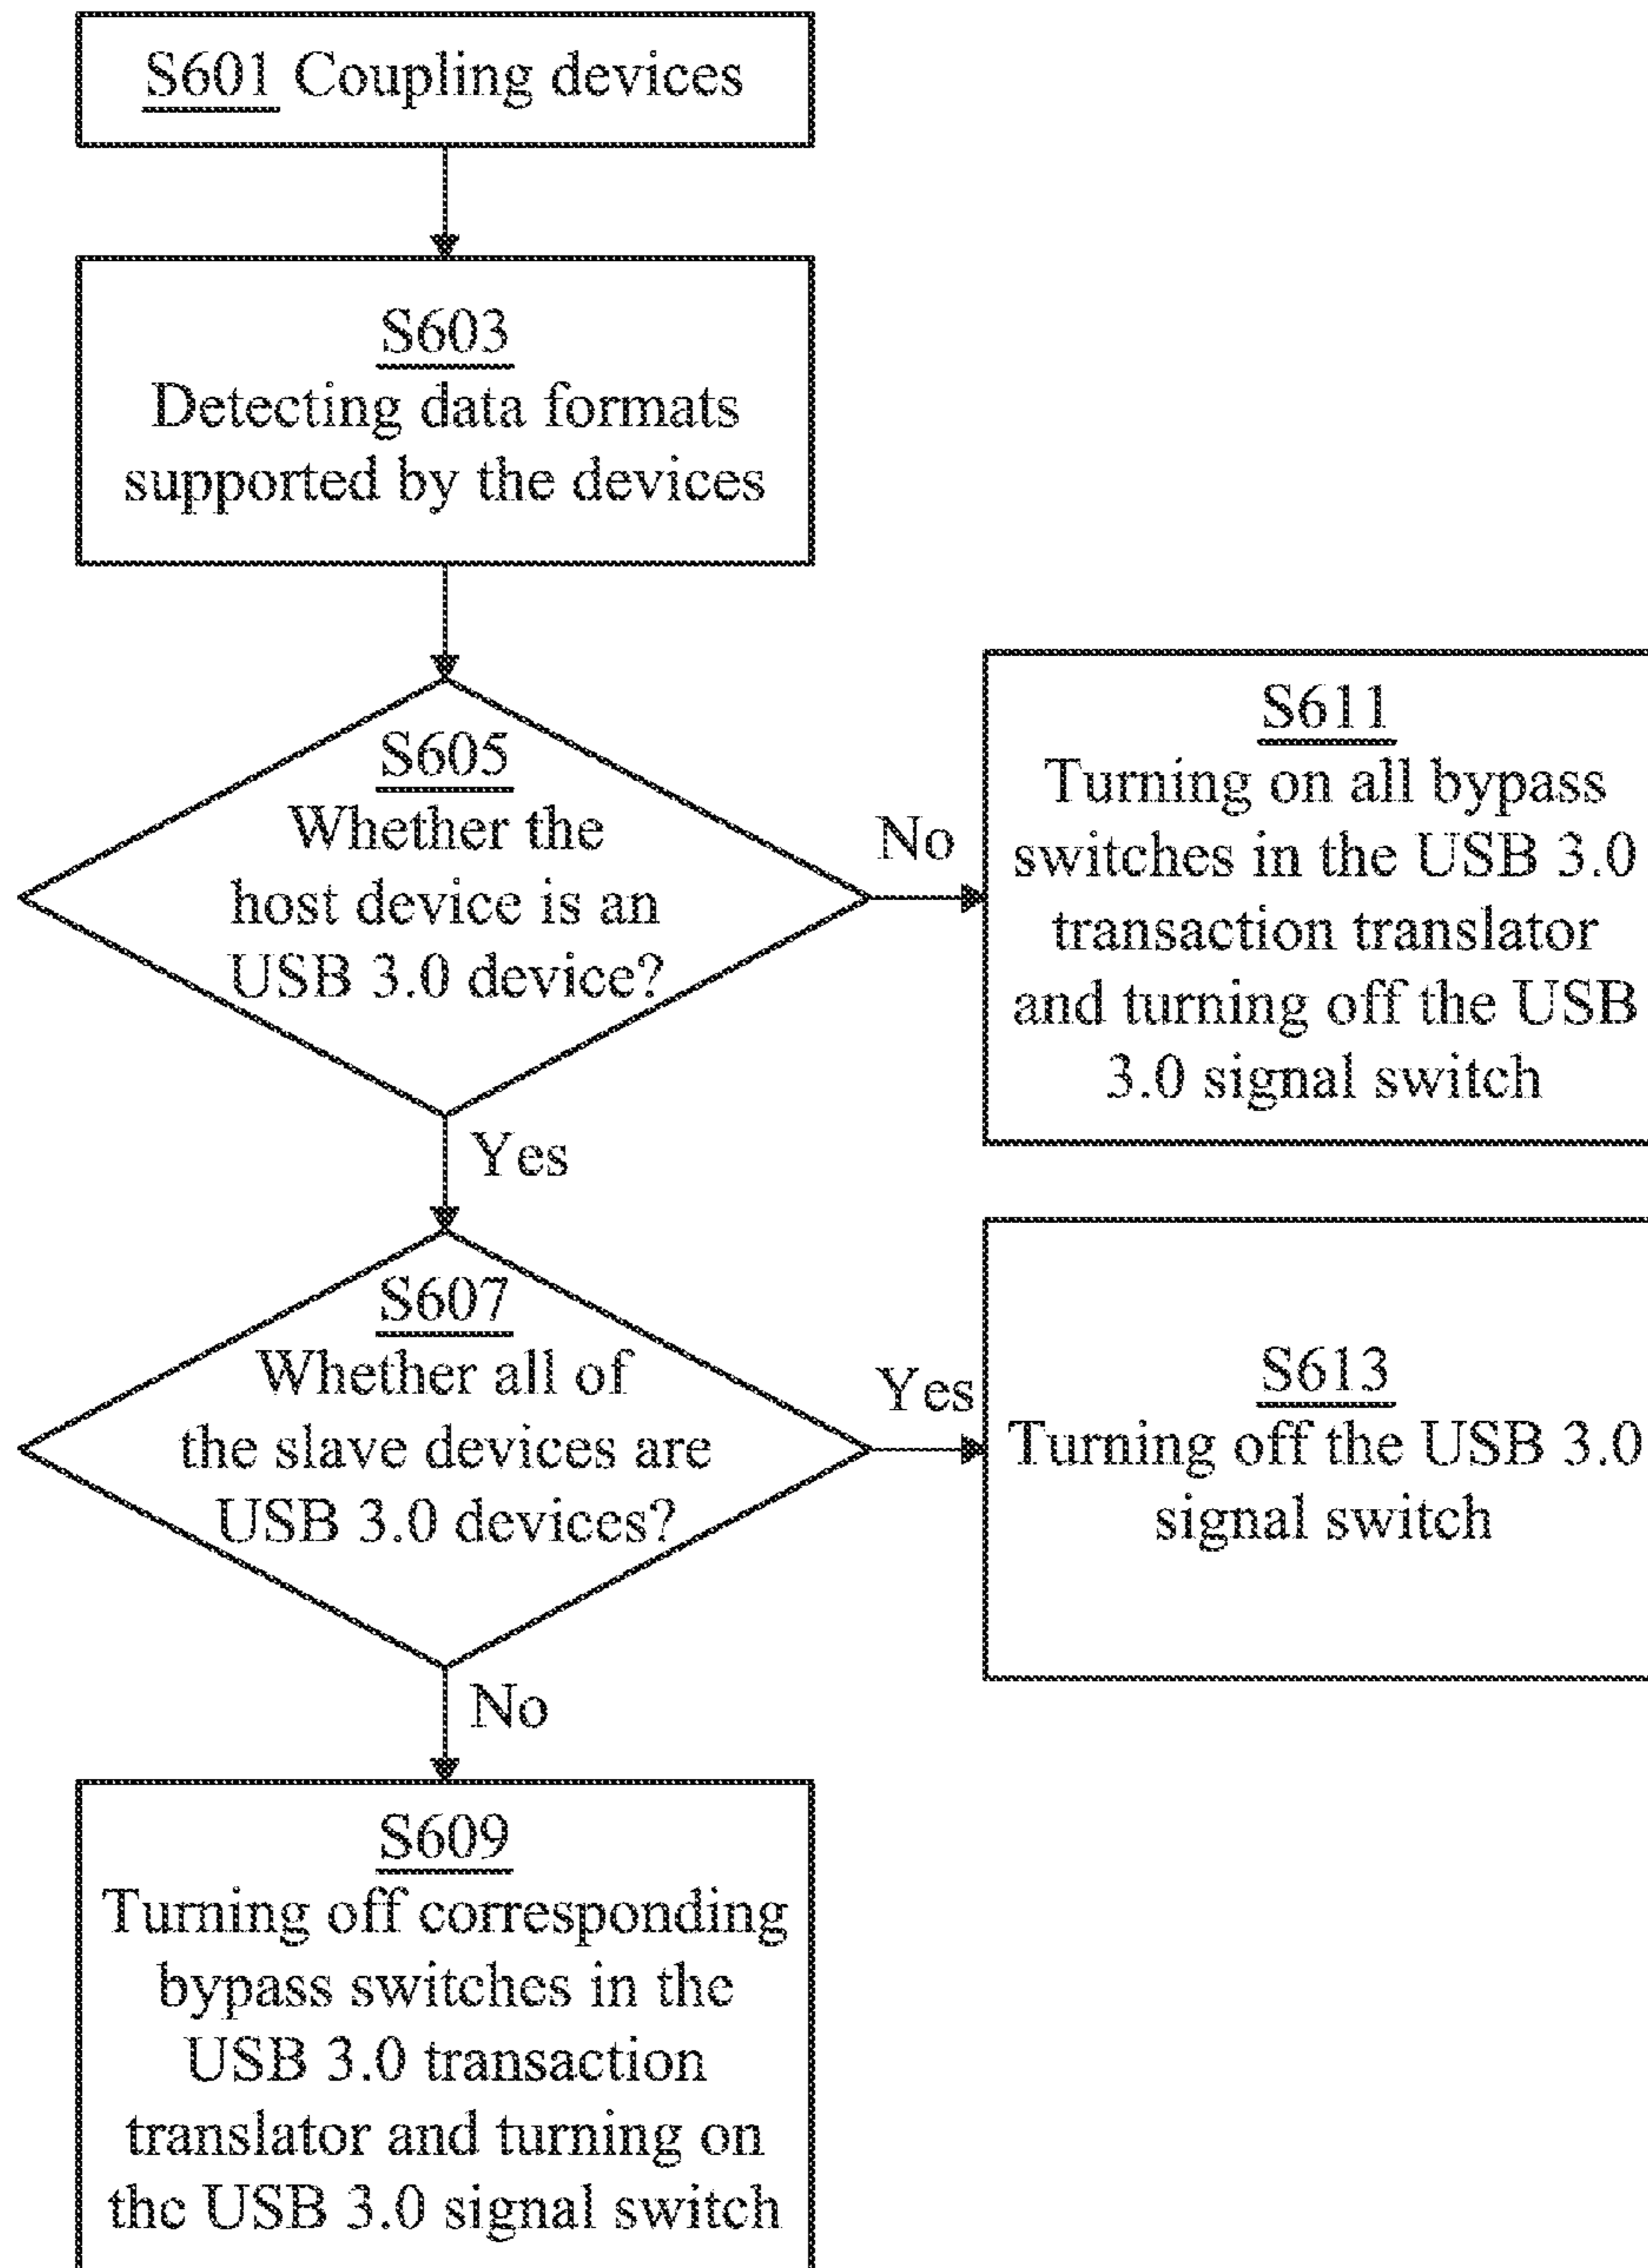 S601 Coupling devices
S603
Detecting data formats
supported by the devices
S605
Whether the
host device is an
USB 3.0 device?
No
Yes
S611
Turning on all bypass
switches in the USB 3.0
transaction translator
and turning off the USB
3.0 signal switch
S607
Whether all of
the slave devices are
USB 3.0 devices?
Yes
No
S613
Turning off the USB 3.0
signal switch
S609
Turning off corresponding
bypass switches in the
USB 3.0 transaction
translator and turning on
the USB 3.0 signal switch